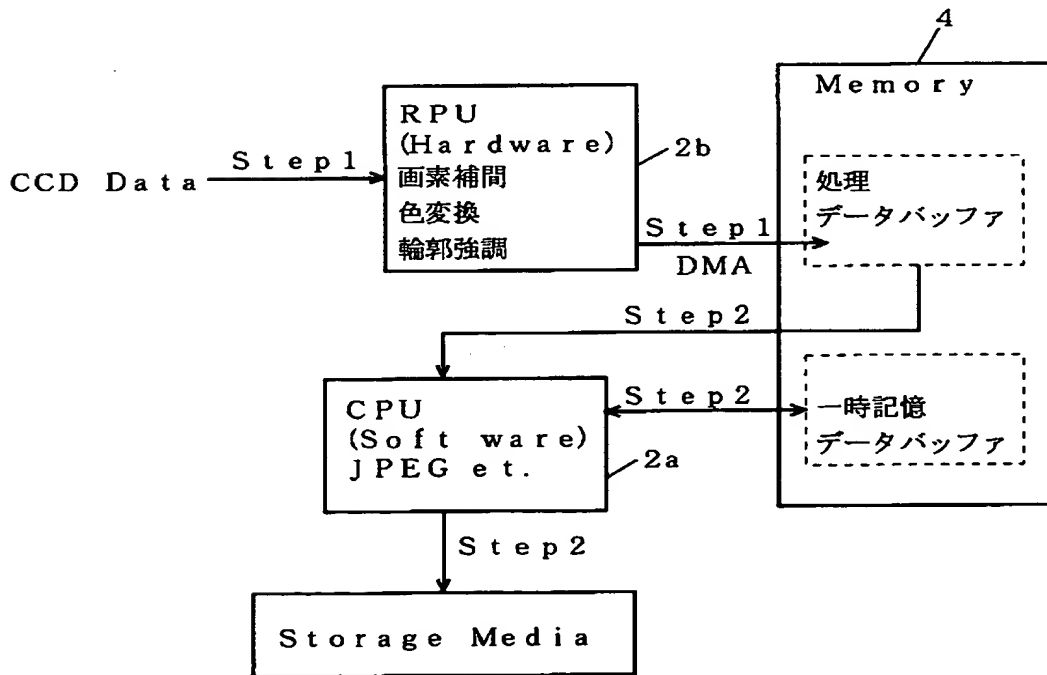 4
Memory
RPU
(Hardware)
画素補間
色変換
輪郭強調
2b
Step1
CCD Data
処理
データバッファ
Step1
DMA
Step2
CPU
(Soft ware)
JPEG et.
2a
Step2
一時記憶
データバッファ
Step2
Storage Media